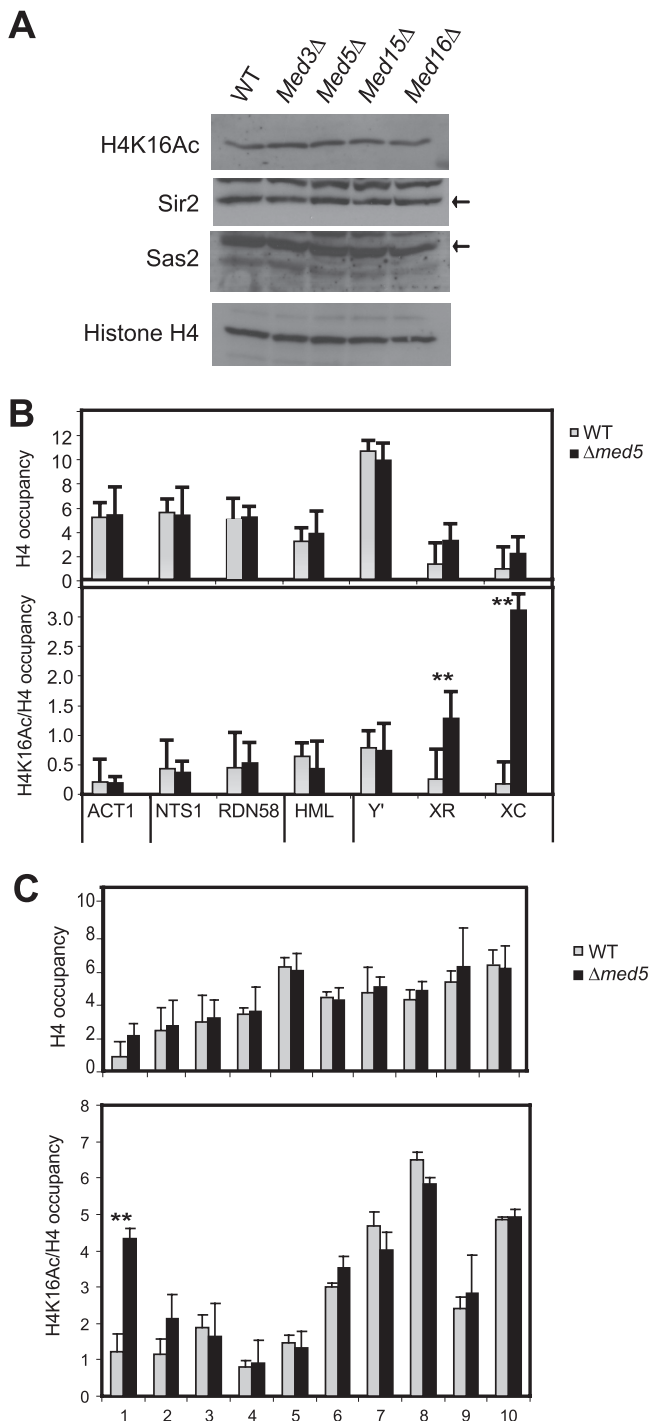 A
WT
Med3Δ
Med5Δ
Med15Δ
Med16Δ
H4K16Ac
Sir2
Sas2
Histone H4
B
H4 occupancy
12
10
8
6
4
2
0
WT
Δmed5
H4K16Ac/H4 occupancy
3.0
2.5
2.0
1.5
1.0
0.5
0
**
**
ACT1 NTS1 RDN58 HML Y' XR XC
C
H4 occupancy
10
8
6
4
2
0
WT
Δmed5
H4K16Ac/H4 occupancy
8
7
6
5
4
3
2
1
0
**
1 2 3 4 5 6 7 8 9 10